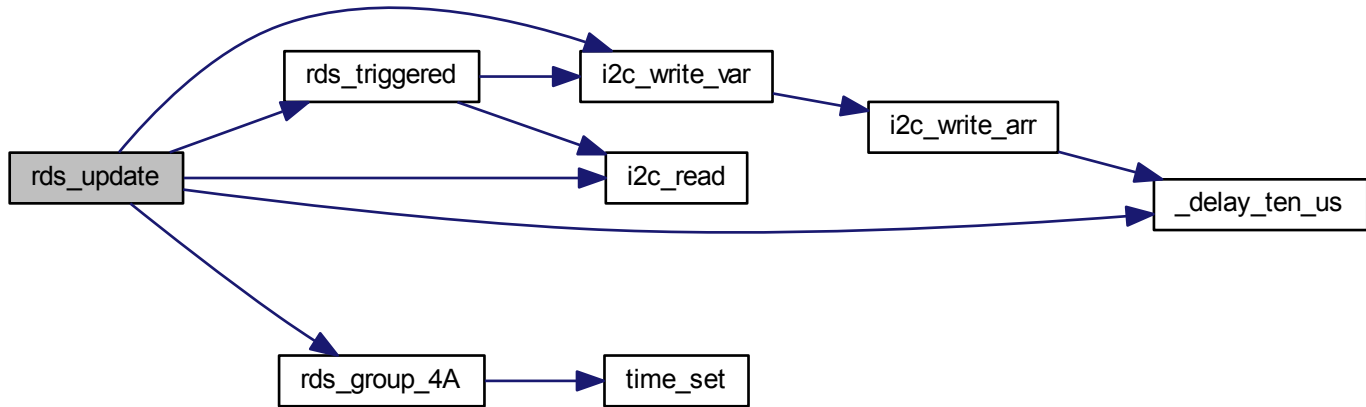 rds_update
rds_triggered
i2c_write_var
i2c_write_arr
i2c_read
_delay_ten_us
rds_group_4A
time_set